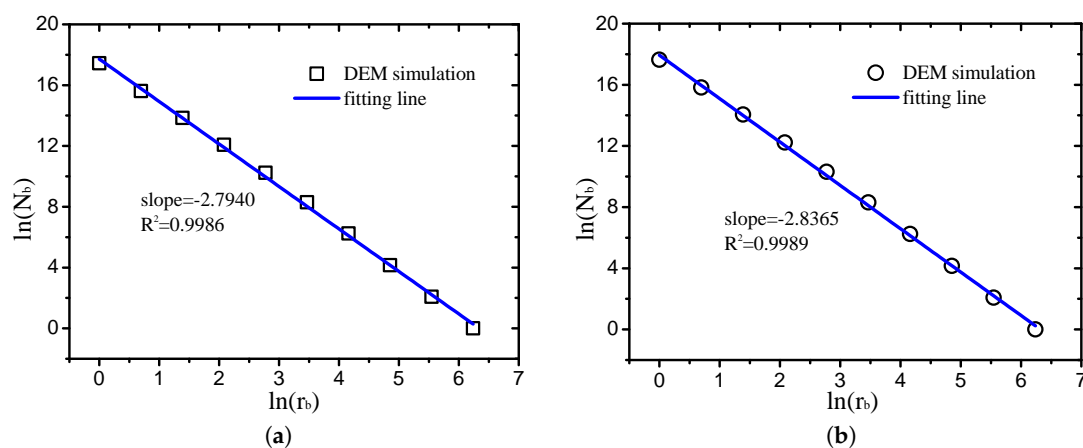 20
16
12
8
4
0
ln(N_b)
DEM simulation
fitting line
slope=-2.7940
R²=0.9986
0 1 2 3 4 5 6 7
ln(r_b)
(a)
20
16
12
8
4
0
ln(N_b)
DEM simulation
fitting line
slope=-2.8365
R²=0.9989
0 1 2 3 4 5 6 7
ln(r_b)
(b)